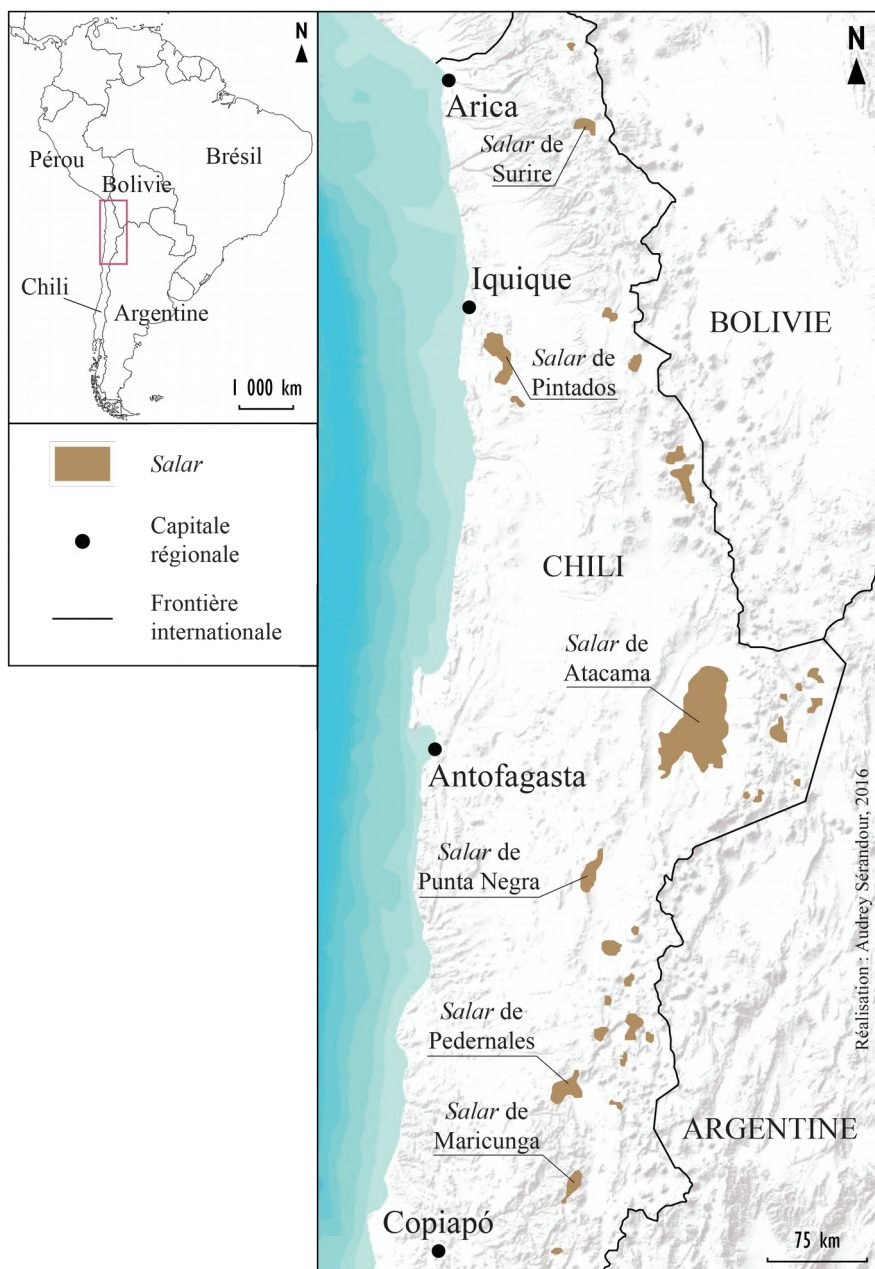 N
Pérou
Brésil
Bolivie
Chili
Argentine
1 000 km
Salar
Capitale
régionale
Frontière
internationale
N
Arica
Salar de
Surire
Iquique
BOLIVIE
Salar de
Pintados
CHILI
Salar de
Atacama
Antofagasta
Salar de
Punta Negra
Salar de
Pedernales
Salar de
Maricunga
ARGENTINE
Copiapó
75 km
Réalisation : Audrey Sérandour, 2016